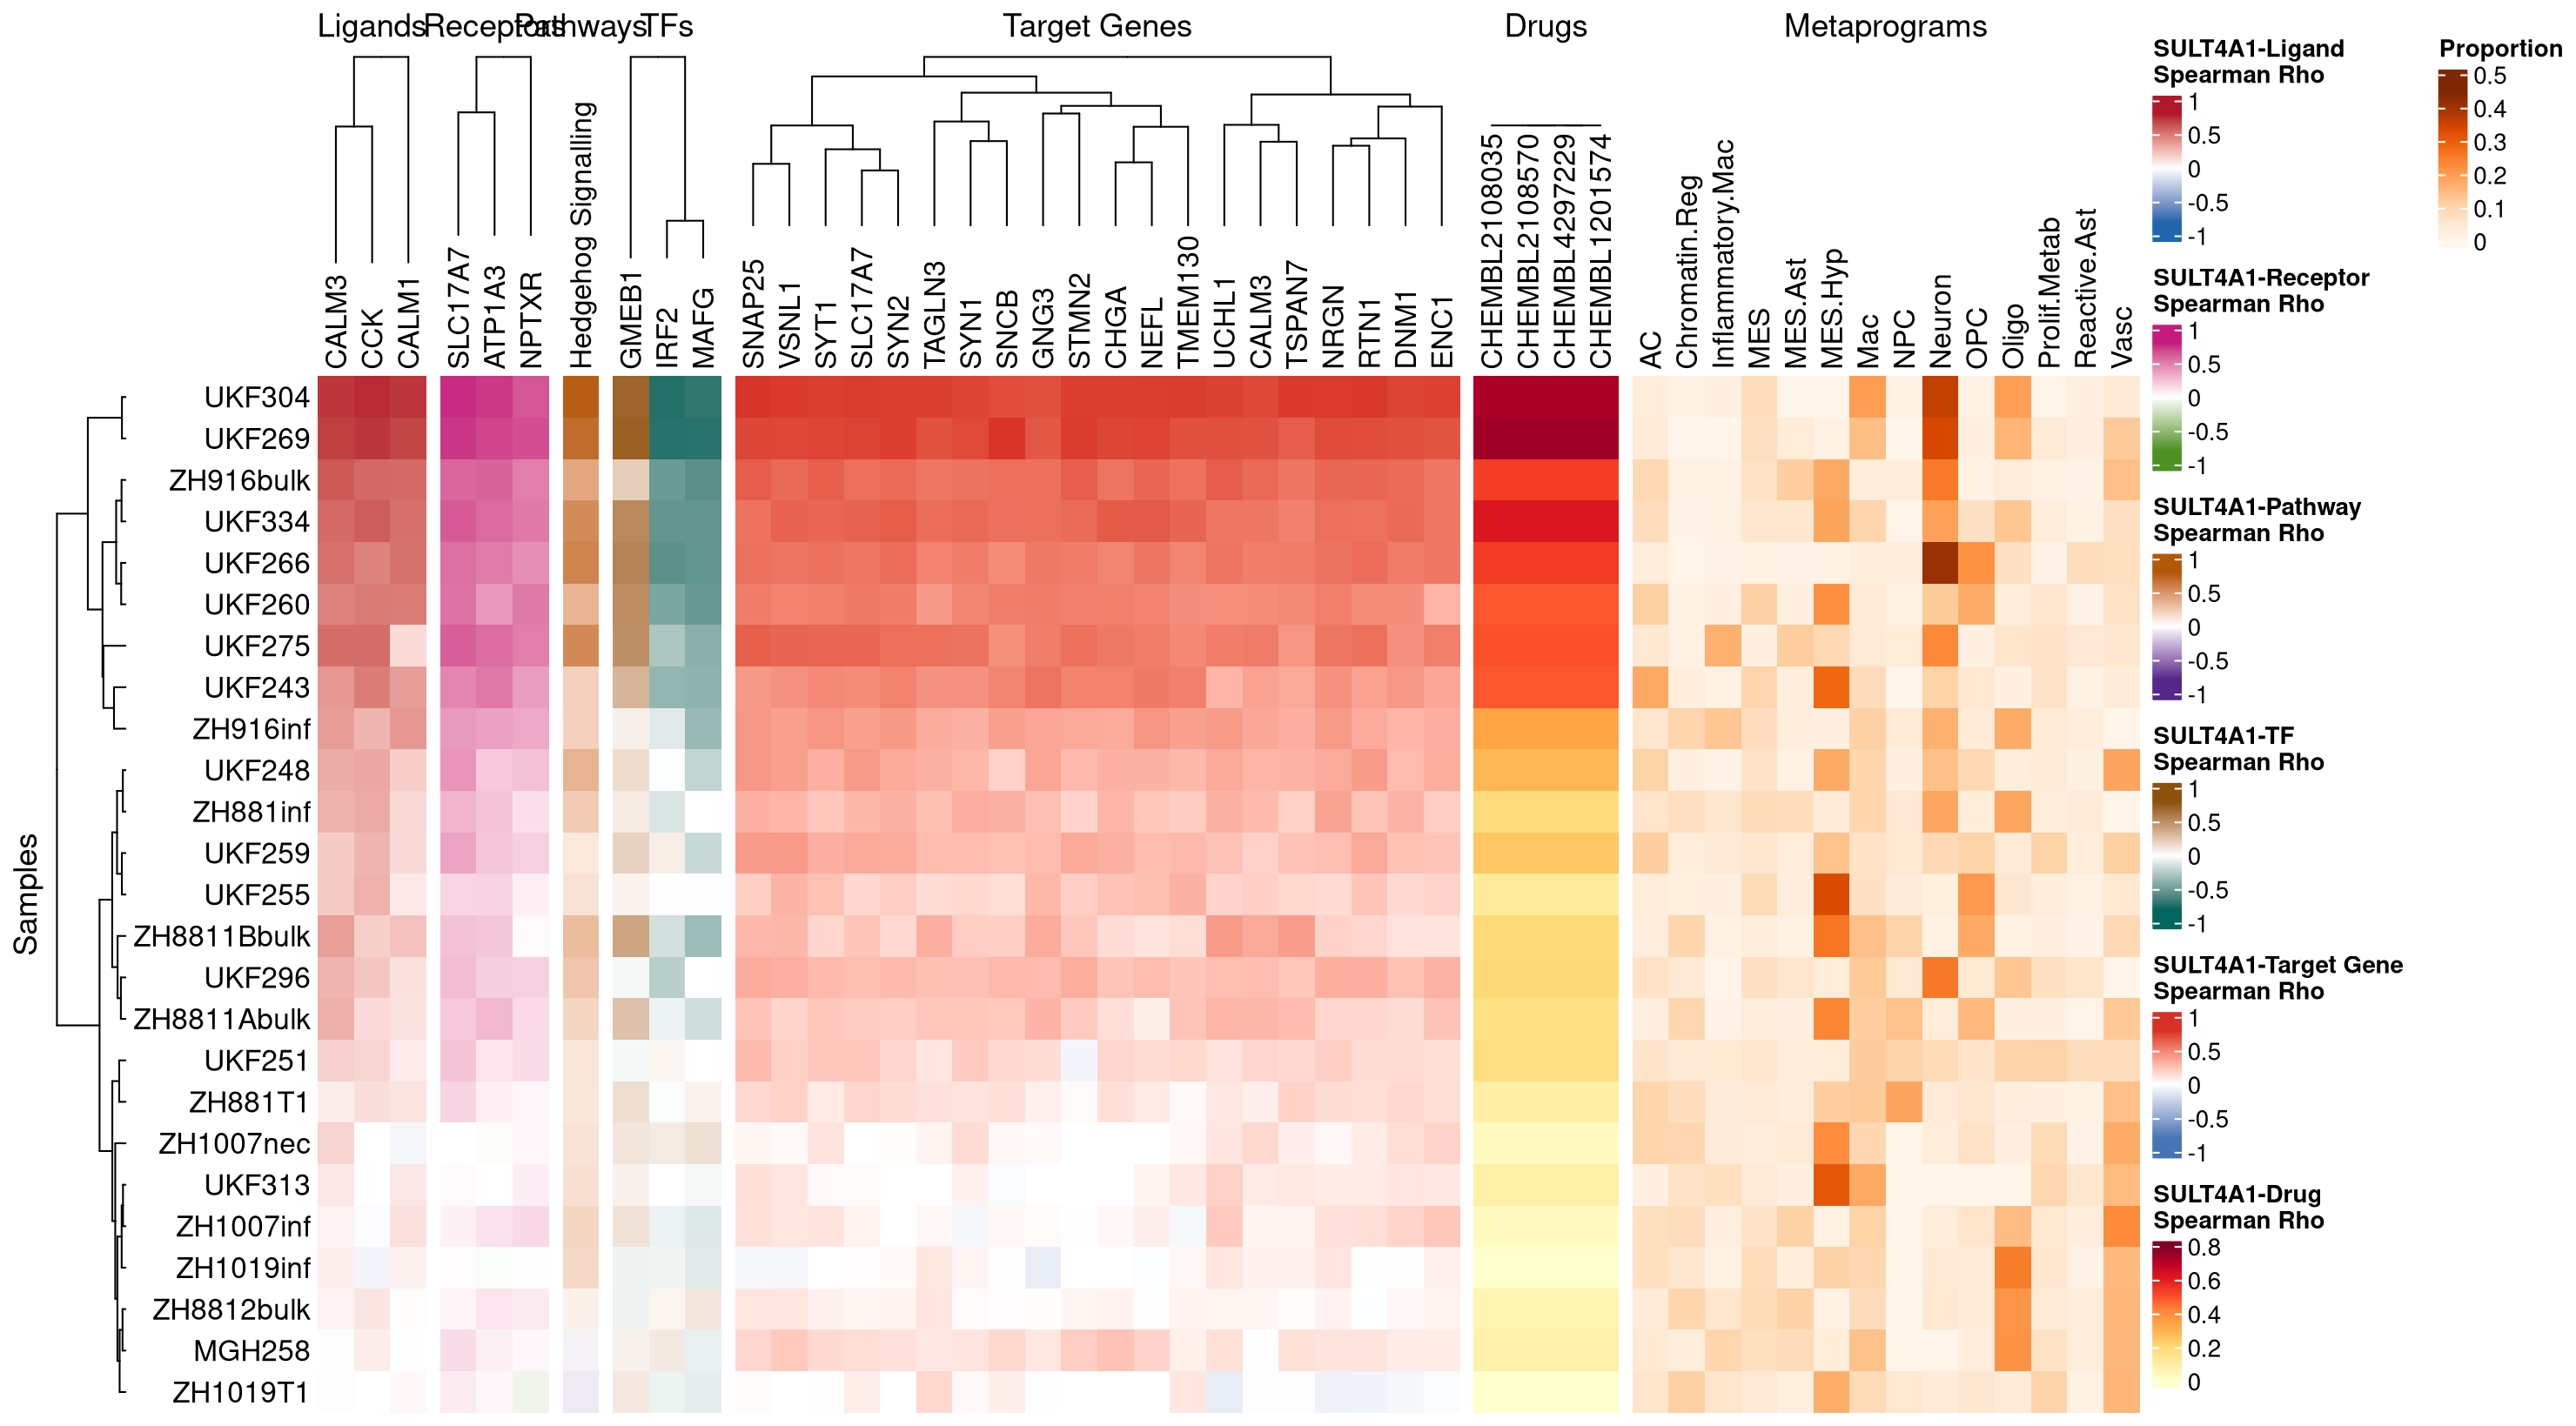 Ligands Receptors Pathways TFs Target Genes Drugs Metaprograms
CALM3
CCK
CALM1
SLC17A7
ATP1A3
NPTXR
Hedgehog Signalling
GMEB1
IRF2
MAFG
SNAP25
VSNL1
SYT1
SLC17A7
SYN2
TAGLN3
SYN1
SNCB
GNG3
STMN2
CHGA
NEFL
TMEM130
UCHL1
CALM3
TSPAN7
NRGN
RTN1
DNM1
ENC1
CHEMBL2108035
CHEMBL2108570
CHEMBL4297229
CHEMBL1201574
AC
Chromatin.Reg
Inflammatory.Mac
MES
MES.Ast
MES.Hyp
Mac
NPC
Neuron
OPC
Oligo
Prolif.Metab
Reactive.Ast
Vasc
Samples
UKF304
UKF269
ZH916bulk
UKF334
UKF266
UKF260
UKF275
UKF243
ZH916inf
UKF248
ZH881inf
UKF259
UKF255
ZH8811Bbulk
UKF296
ZH8811Abulk
UKF251
ZH881T1
ZH1007nec
UKF313
ZH1007inf
ZH1019inf
ZH8812bulk
MGH258
ZH1019T1
SULT4A1-Ligand
Spearman Rho
1
0.5
0
-0.5
-1
SULT4A1-Receptor
Spearman Rho
1
0.5
0
-0.5
-1
SULT4A1-Pathway
Spearman Rho
1
0.5
0
-0.5
-1
SULT4A1-TF
Spearman Rho
1
0.5
0
-0.5
-1
SULT4A1-Target Gene
Spearman Rho
1
0.5
0
-0.5
-1
SULT4A1-Drug
Spearman Rho
0.8
0.6
0.4
0.2
0
Proportion
0.5
0.4
0.3
0.2
0.1
0